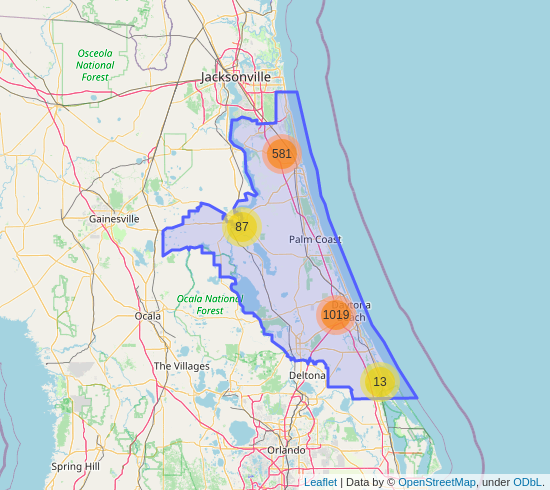 Osceola
National
Forest
Jacksonville
581
Gainesville
87
Palm Coast
Ocala National
Forest
Ocala
1019
Daytona
Beach
The Villages
Deltona
13
Orlando
Spring Hill
Leaflet | Data by © OpenStreetMap, under ODbL.